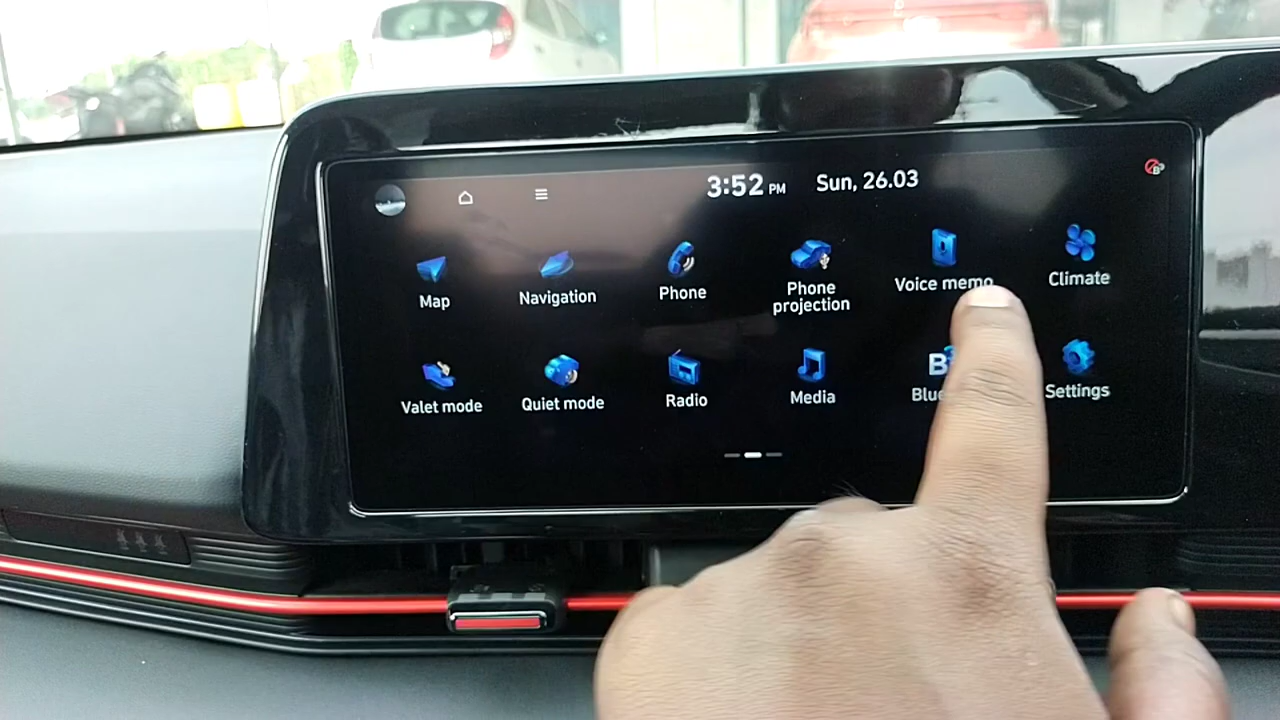 3:52 PM Sun, 26.03
Map
Navigation
Phone
Phone
projection
Voice memo
Climate
Valet mode
Quiet mode
Radio
Media
Blue
Settings